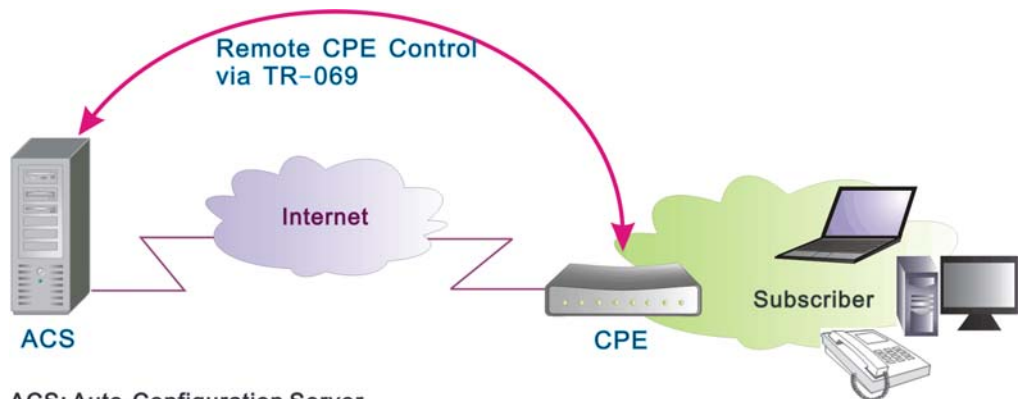 Remote CPE Control
via TR-069
Internet
Subscriber
ACS
CPE
ACS: Auto Configuration Server